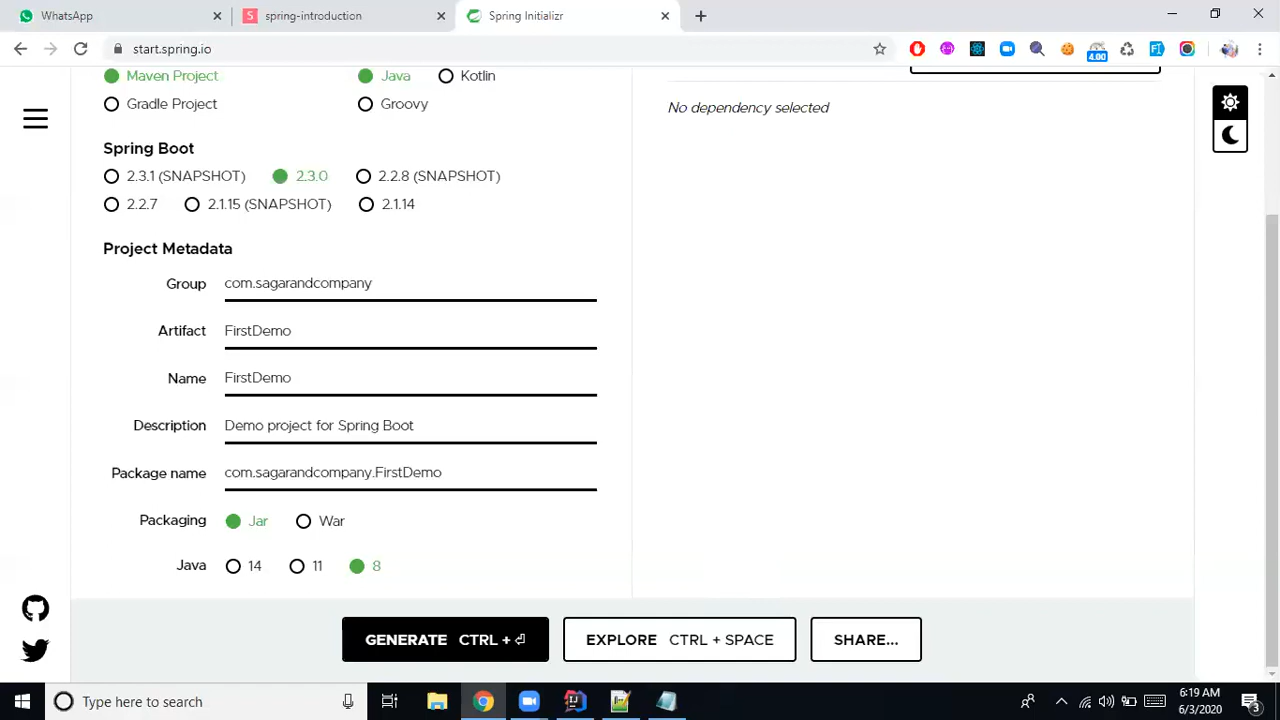 WhatsApp
spring-introduction
Spring Initializr
start.spring.io
4.00
Maven Project Java Kotlin
Gradle Project Groovy
No dependency selected
Spring Boot
2.3.1 (SNAPSHOT) 2.3.0 2.2.8 (SNAPSHOT)
2.2.7 2.1.15 (SNAPSHOT) 2.1.14
Project Metadata
Group com.sagarandcompany
Artifact FirstDemo
Name FirstDemo
Description Demo project for Spring Boot
Package name com.sagarandcompany.FirstDemo
Packaging Jar War
Java 14 11 8
GENERATE CTRL + ⏎
EXPLORE CTRL + SPACE
SHARE...
Type here to search
6:19 AM
6/3/2020
3